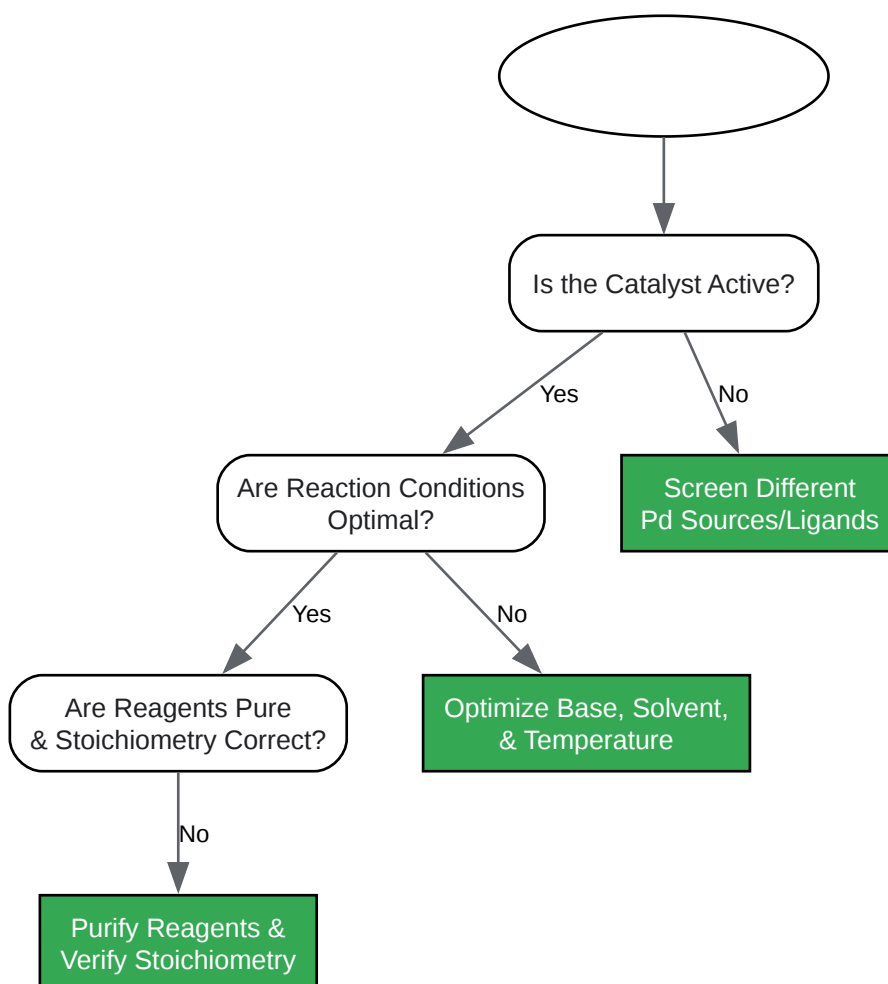 Is the Catalyst Active?
Yes
No
Are Reaction Conditions
Optimal?
Screen Different
Pd Sources/Ligands
Yes
No
Are Reagents Pure
& Stoichiometry Correct?
Optimize Base, Solvent,
& Temperature
No
Purify Reagents &
Verify Stoichiometry